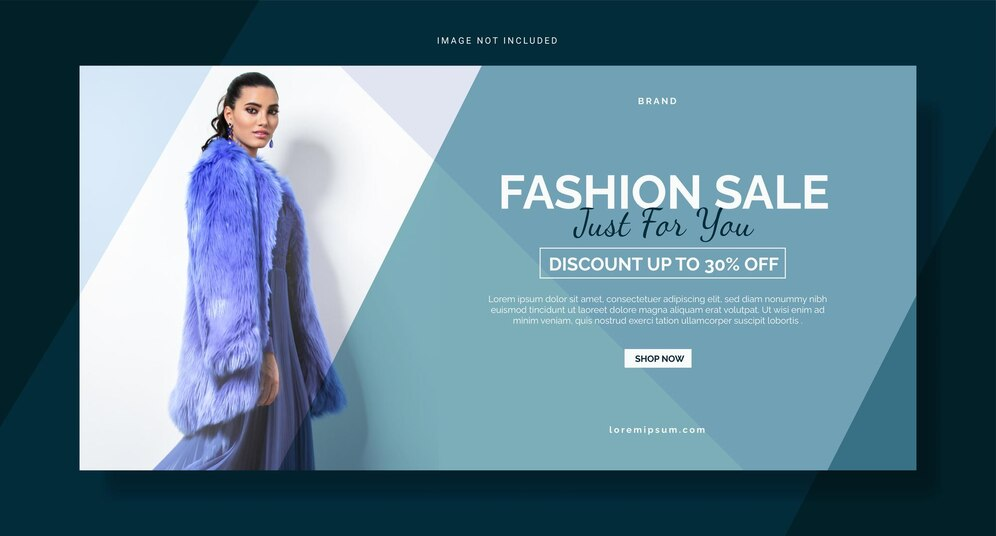 IMAGE NOT INCLUDED
BRAND
FASHION SALE
Just For You
DISCOUNT UP TO 30% OFF
Lorem ipsum dolor sit amet, consectetuer adipiscing elit, sed diam nonummy nibh
euismod tincidunt ut laoreet dolore magna aliquam erat volutpat. Ut wisi enim ad
minim veniam, quis nostrud exerci tation ullamcorper suscipit lobortis .
SHOP NOW
loremipsum.com